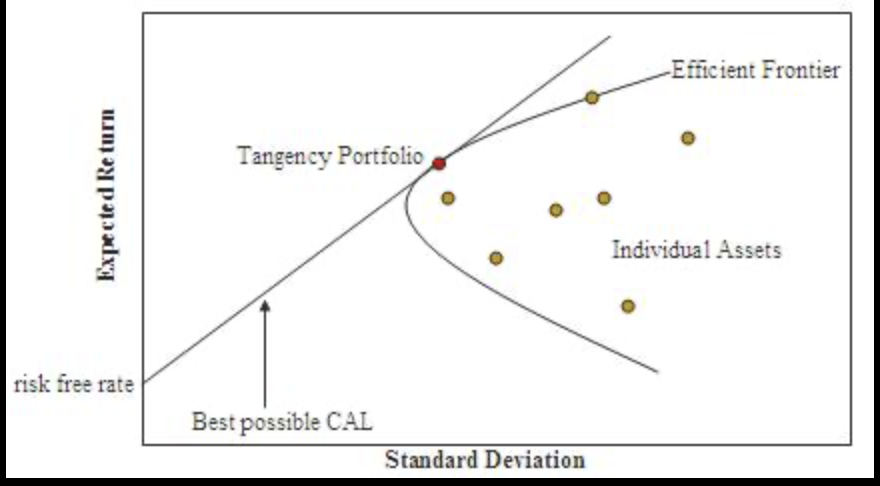 Efficient Frontier
Tangency Portfolio
Expected Return
Individual Assets
risk free rate
Best possible CAL
Standard Deviation